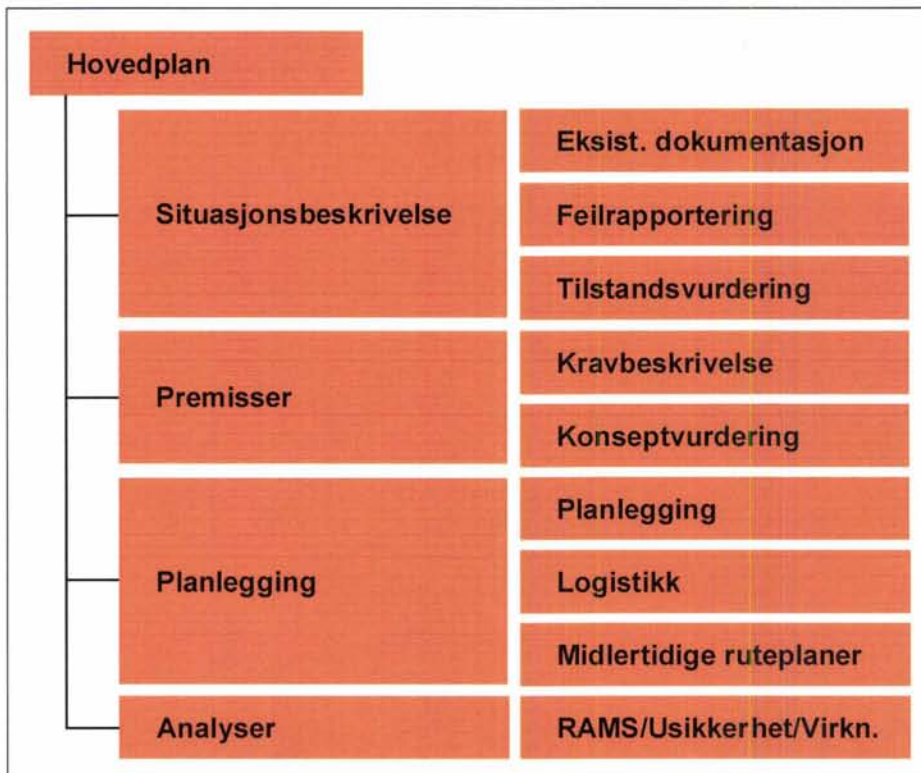 Hovedplan
Situasjonsbeskrivelse
Eksist. dokumentasjon
Feilrapportering
Tilstandsvurdering
Premisser
Kravbeskrivelse
Konseptvurdering
Planlegging
Planlegging
Logistikk
Midlertidige ruteplaner
Analyser
RAMS/Usikkerhet/Virkn.